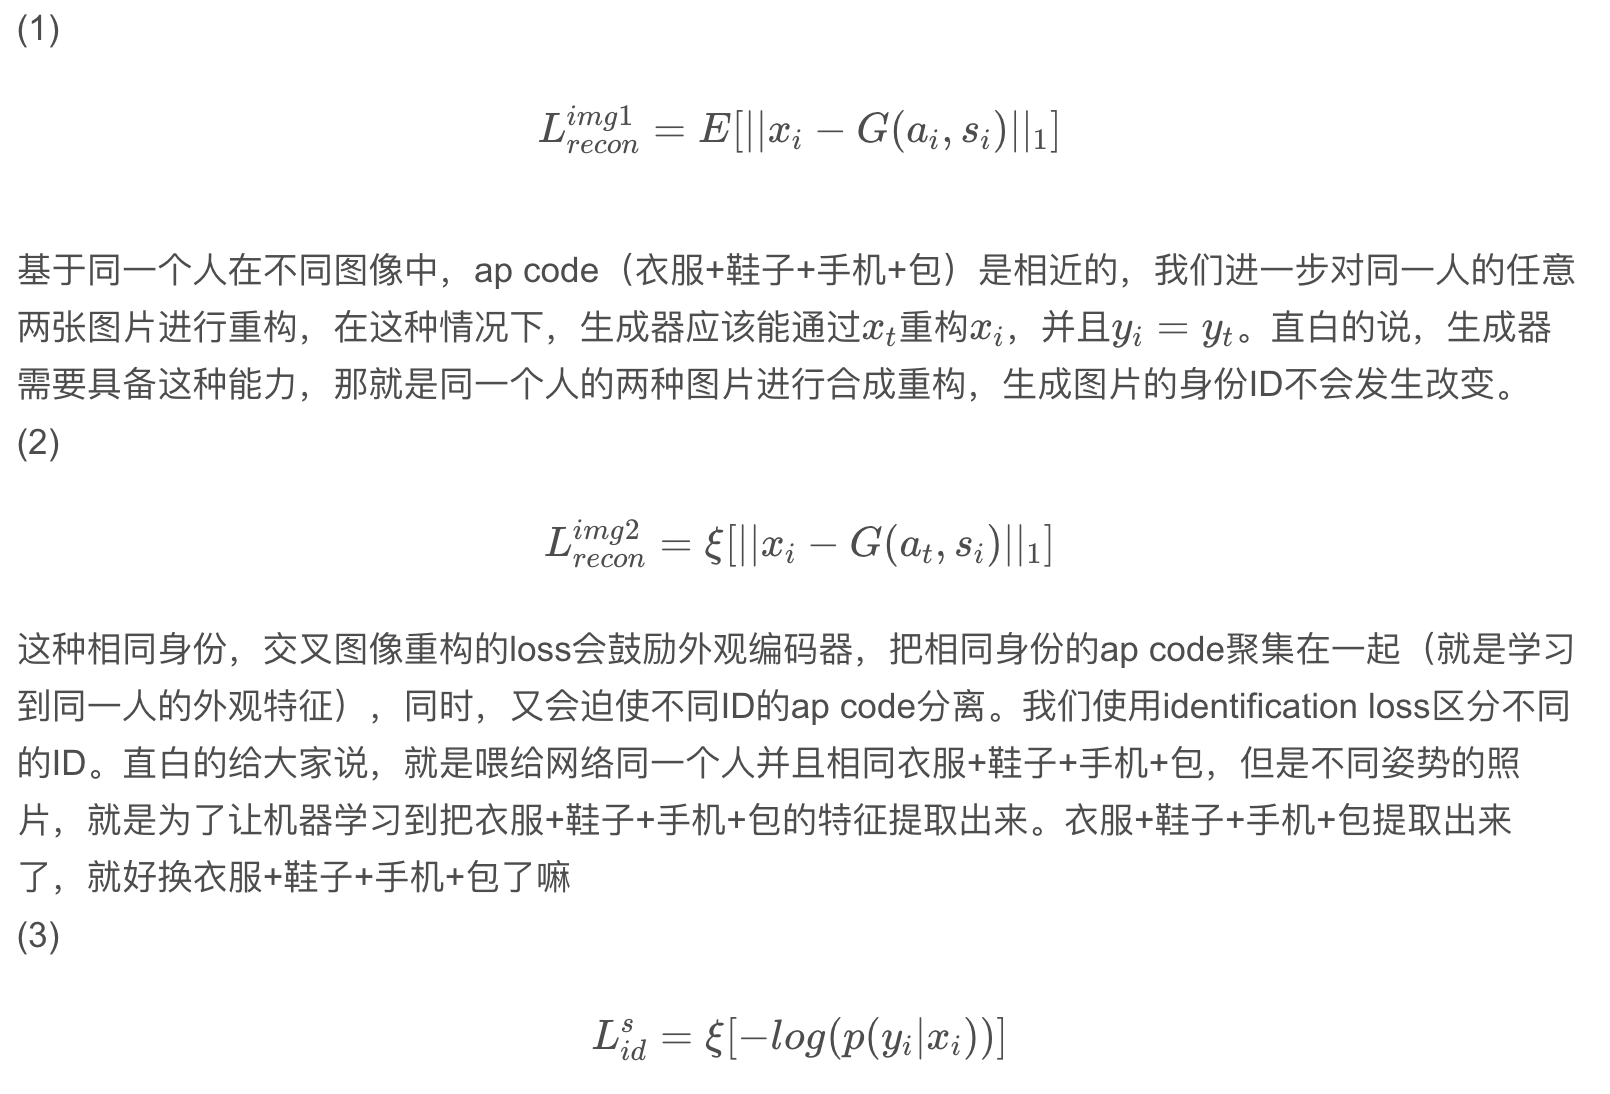 (1)
$L_{recon}^{img1} = E[||x_i - G(a_i, s_i)||_1]$
基于同一个人在不同图像中，ap code（衣服+鞋子+手机+包）是相近的，我们进一步对同一人的任意
两张图片进行重构，在这种情况下，生成器应该能通过$x_t$重构$x_i$，并且$y_i = y_t$。直白的说，生成器
需要具备这种能力，那就是同一个人的两种图片进行合成重构，生成图片的身份ID不会发生改变。
(2)
$L_{recon}^{img2} = \xi[||x_i - G(a_t, s_i)||_1]$
这种相同身份，交叉图像重构的loss会鼓励外观编码器，把相同身份的ap code聚集在一起（就是学习
到同一人的外观特征），同时，又会迫使不同ID的ap code分离。我们使用identification loss区分不同
的ID。直白的给大家说，就是喂给网络同一个人并且相同衣服+鞋子+手机+包，但是不同姿势的照
片，就是为了让机器学习到把衣服+鞋子+手机+包的特征提取出来。衣服+鞋子+手机+包提取出来
了，就好换衣服+鞋子+手机+包了嘛
(3)
$L_{id}^{s} = \xi[-log(p(y_i|x_i))]$